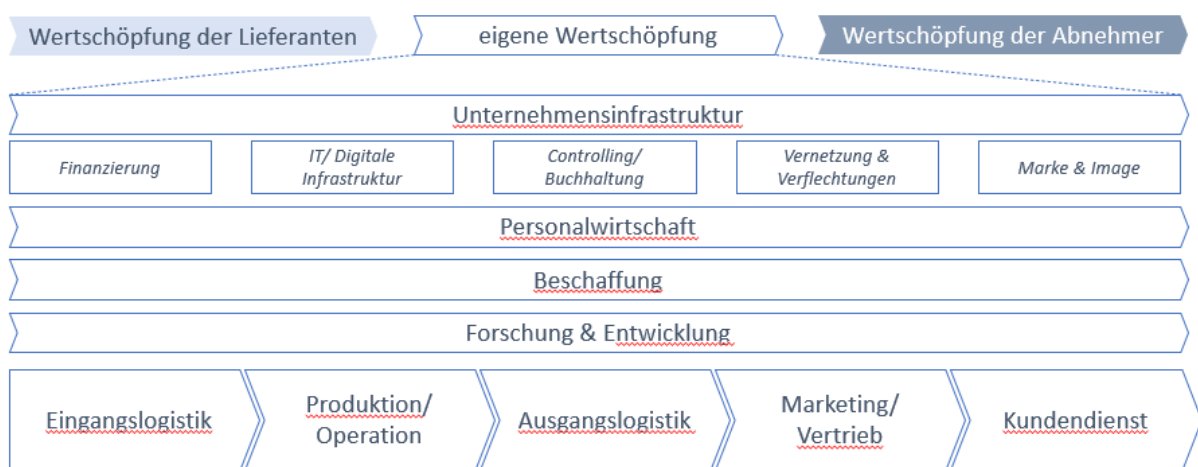 Wertschöpfung der Lieferanten
eigene Wertschöpfung
Wertschöpfung der Abnehmer
Unternehmensinfrastruktur
Finanzierung
IT/ Digitale
Infrastruktur
Controlling/
Buchhaltung
Vernetzung &
Verflechtungen
Marke & Image
Personalwirtschaft
Beschaffung
Forschung & Entwicklung
Eingangslogistik
Produktion/
Operation
Ausgangslogistik
Marketing/
Vertrieb
Kundendienst